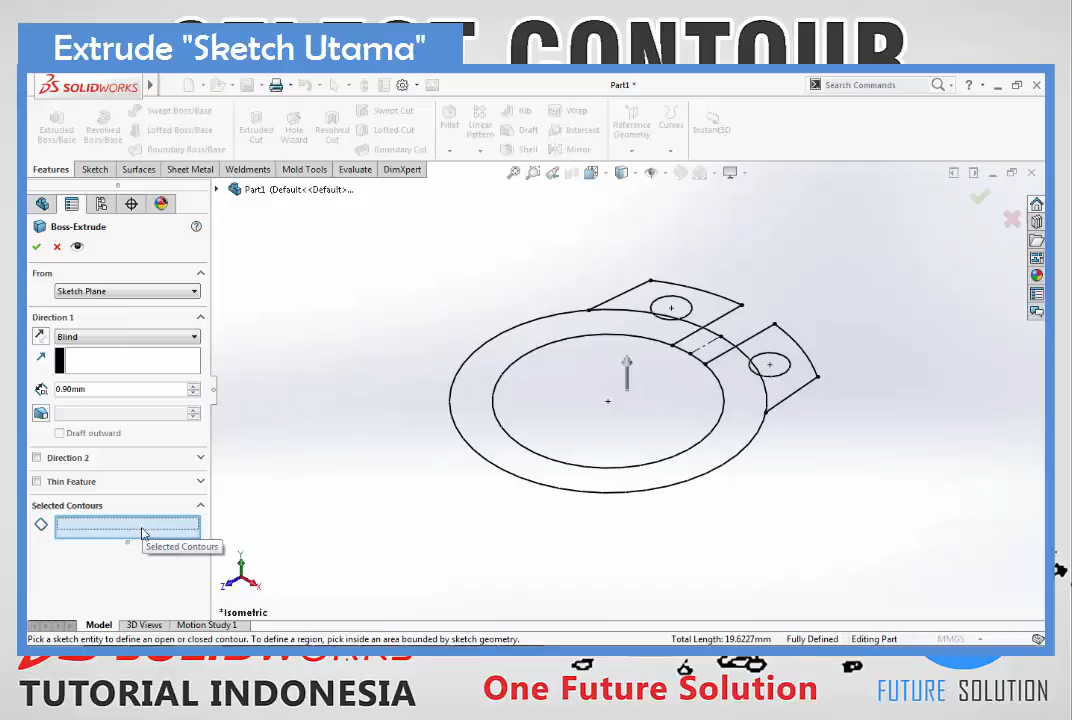 SELECT CONTOUR
Extrude "Sketch Utama"
SOLIDWORKS
Part1 *
Search Commands
Extruded Boss/Base
Revolved Boss/Base
Swept Boss/Base
Lofted Boss/Base
Boundary Boss/Base
Extruded Cut
Hole Wizard
Revolved Cut
Swept Cut
Lofted Cut
Boundary Cut
Fillet
Linear Pattern
Rib
Draft
Shell
Wrap
Intersect
Mirror
Reference Geometry
Curves
Instant3D
Features
Sketch
Surfaces
Sheet Metal
Weldments
Mold Tools
Evaluate
DimXpert
Part1 (Default<<Default>...
Boss-Extrude
From
Sketch Plane
Direction 1
Blind
0.90mm
Draft outward
Direction 2
Thin Feature
Selected Contours
Selected Contours
Y
Z
X
*Isometric
Model
3D Views
Motion Study 1
Pick a sketch entity to define an open or closed contour. To define a region, pick inside an area bounded by sketch geometry.
Total Length: 19.6227mm
Fully Defined
Editing Part
MMGS
SOLIDWORKS
TUTORIAL INDONESIA
One Future Solution
FUTURE SOLUTION